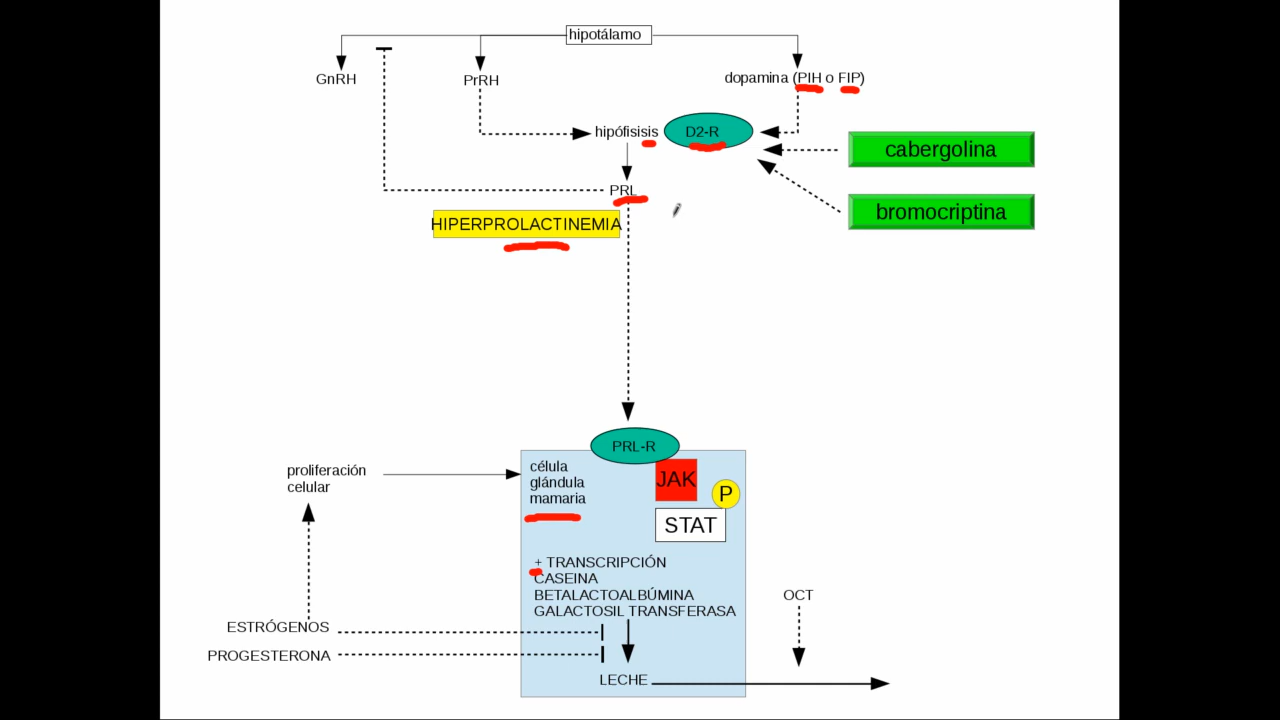 hipotálamo
GnRH
PrRH
dopamina (PIH o FIP)
hipófisisis
D2-R
cabergolina
PRL
bromocriptina
HIPERPROLACTINEMIA
PRL-R
proliferación
celular
célula
glándula
mamaria
JAK
P
STAT
+ TRANSCRIPCIÓN
CASEINA
BETALACTOALBÚMINA
GALACTOSIL TRANSFERASA
OCT
ESTRÓGENOS
PROGESTERONA
LECHE